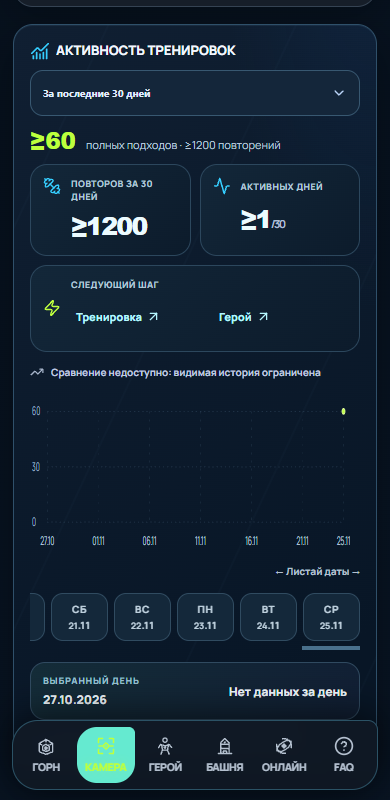 АКТИВНОСТЬ ТРЕНИРОВОК
За последние 30 дней
≥60 полных подходов · ≥1200 повторений
ПОВТОРОВ ЗА 30 ДНЕЙ
≥1200
АКТИВНЫХ ДНЕЙ
≥1/30
СЛЕДУЮЩИЙ ШАГ
Тренировка ↗ Герой ↗
Сравнение недоступно: видимая история ограничена
60
30
0
27.10 01.11 06.11 11.11 16.11 21.11 25.11
← Листай даты →
СБ ВС ПН ВТ СР
21.11 22.11 23.11 24.11 25.11
ВЫБРАННЫЙ ДЕНЬ
27.10.2026
Нет данных за день
ГОРН КАМЕРА ГЕРОЙ БАШНЯ ОНЛАЙН FAQ